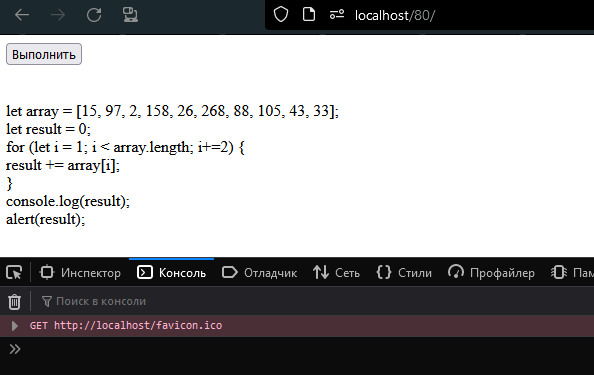 localhost/80/
Выполнить
let array = [15, 97, 2, 158, 26, 268, 88, 105, 43, 33];
let result = 0;
for (let i = 1; i < array.length; i+=2) {
result += array[i];
}
console.log(result);
alert(result);
Инспектор Консоль Отладчик Сеть Стили Профайлер Пам
Поиск в консоли
GET http://localhost/favicon.ico